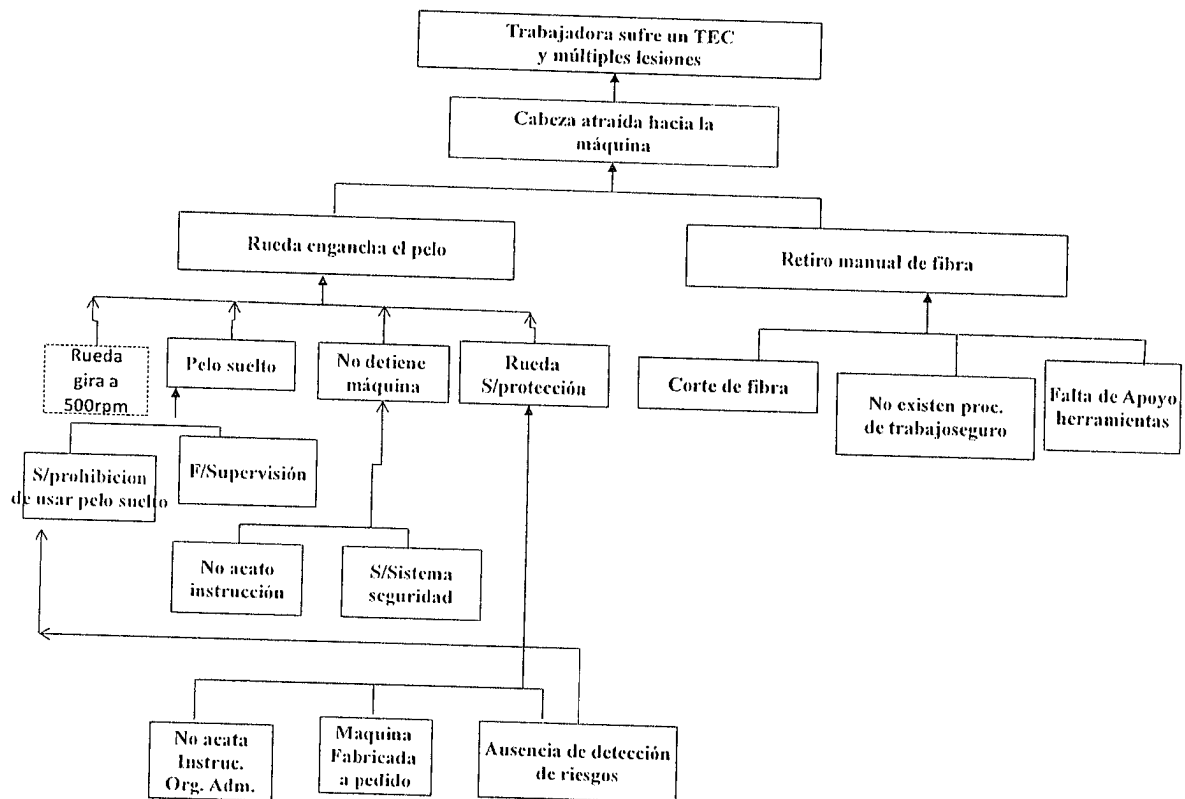 Trabajadora sufre un TEC
y múltiples lesiones
Cabeza atraida hacia la
máquina
Rueda engancha el pelo
Retiro manual de fibra
Rueda
gira a
500rpm
Pelo suelto
No detiene
máquina
Rueda
S/protección
Corte de fibra
No existen proc.
de trabajoseguro
Falta de Apoyo
herramientas
S/prohibicion
de usar pelo suelto
F/Supervisión
No acato
instrucción
S/Sistema
seguridad
No acata
Instruc.
Org. Adm.
Maquina
Fabricada
a pedido
Ausencia de detección
de riesgos